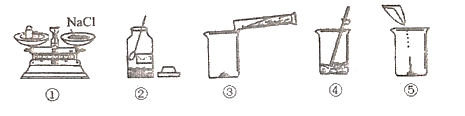 NaCl
① ② ③ ④ ⑤